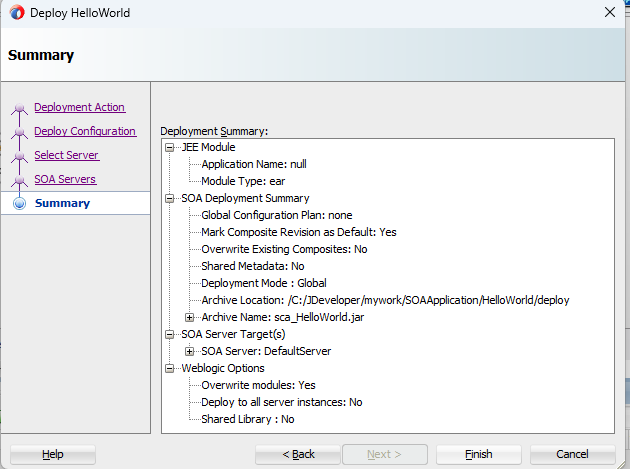 Deploy HelloWorld
Summary
Deployment Action
Deploy Configuration
Select Server
SOA Servers
Summary
Deployment Summary:
JEE Module
Application Name: null
Module Type: ear
SOA Deployment Summary
Global Configuration Plan: none
Mark Composite Revision as Default: Yes
Overwrite Existing Composites: No
Shared Metadata: No
Deployment Mode : Global
Archive Location: /C:/JDeveloper/mywork/SOAApplication/HelloWorld/deploy
Archive Name: sca_HelloWorld.jar
SOA Server Target(s)
SOA Server: DefaultServer
Weblogic Options
Overwrite modules: Yes
Deploy to all server instances: No
Shared Library : No
Help
< Back
Next >
Finish
Cancel